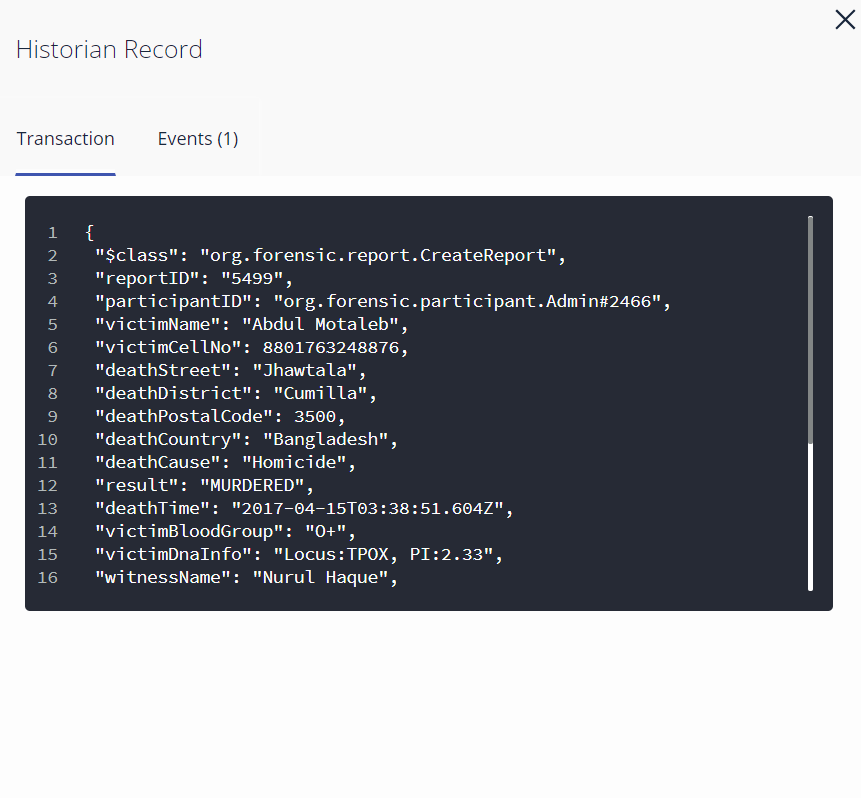 Historian Record
Transaction Events (1)
1 {
2 "$class": "org.forensic.report.CreateReport",
3 "reportID": "5499",
4 "participantID": "org.forensic.participant.Admin#2466",
5 "victimName": "Abdul Motaleb",
6 "victimCellNo": 8801763248876,
7 "deathStreet": "Jhawtala",
8 "deathDistrict": "Cumilla",
9 "deathPostalCode": 3500,
10 "deathCountry": "Bangladesh",
11 "deathCause": "Homicide",
12 "result": "MURDERED",
13 "deathTime": "2017-04-15T03:38:51.604Z",
14 "victimBloodGroup": "O+",
15 "victimDnaInfo": "Locus:TPOX, PI:2.33",
16 "witnessName": "Nurul Haque",